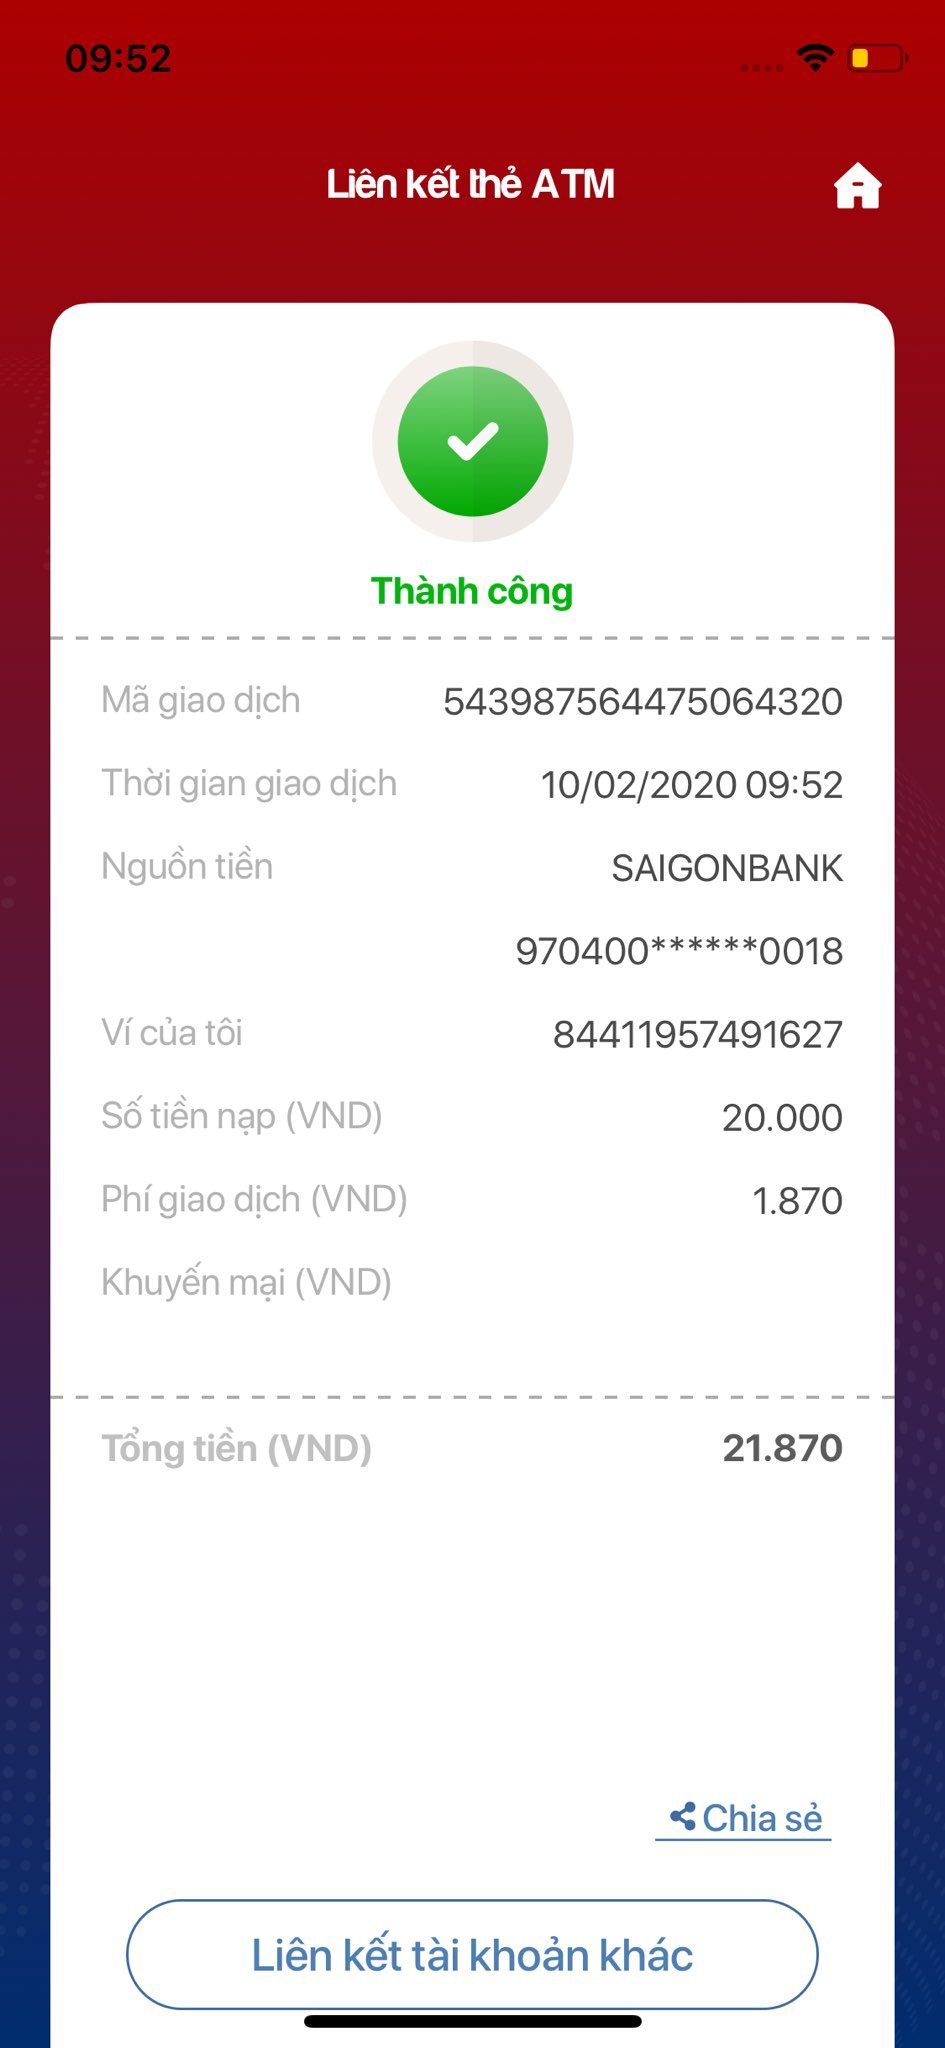 09:52
Liên kết thẻ ATM
Thành công
Mã giao dịch 543987564475064320
Thời gian giao dịch 10/02/2020 09:52
Nguồn tiền SAIGONBANK
970400******0018
Ví của tôi 84411957491627
Số tiền nạp (VND) 20.000
Phí giao dịch (VND) 1.870
Khuyến mại (VND)
Tổng tiền (VND) 21.870
Chia sẻ
Liên kết tài khoản khác